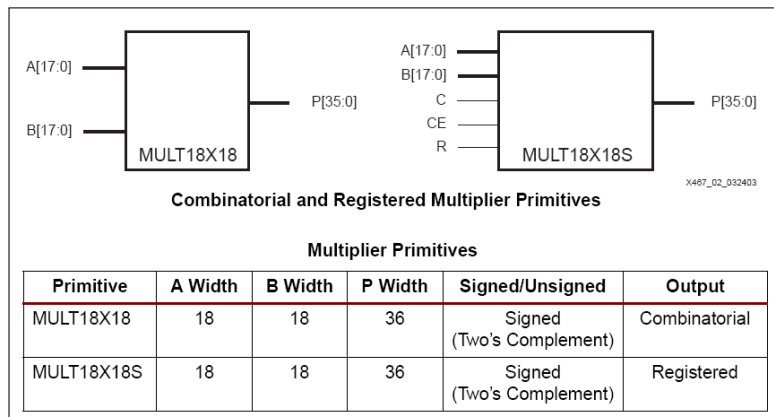 A[17:0]
B[17:0]
P[35:0]
MULT18X18
A[17:0]
B[17:0]
C
CE
R
P[35:0]
MULT18X18S
X467_02_032403
Combinatorial and Registered Multiplier Primitives
Multiplier Primitives
Primitive A Width B Width P Width Signed/Unsigned Output
MULT18X18 18 18 36 Signed Combinatorial
(Two's Complement)
MULT18X18S 18 18 36 Signed Registered
(Two's Complement)